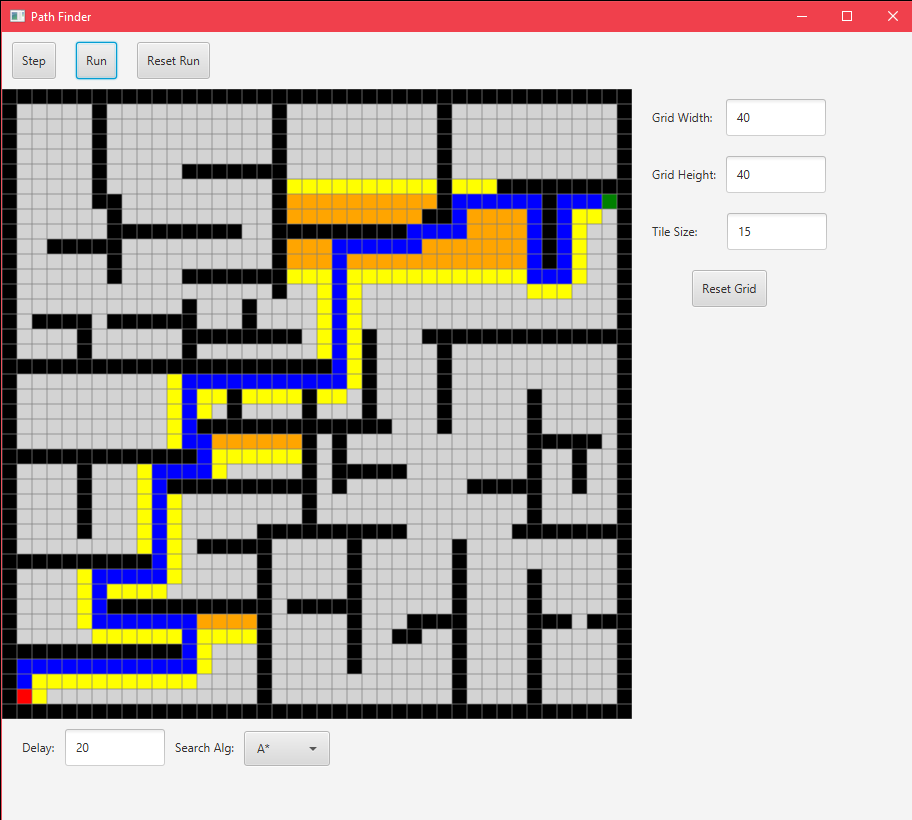 Path Finder
Step Run Reset Run
Grid Width: 40
Grid Height: 40
Tile Size: 15
Reset Grid
Delay: 20 Search Alg: A*